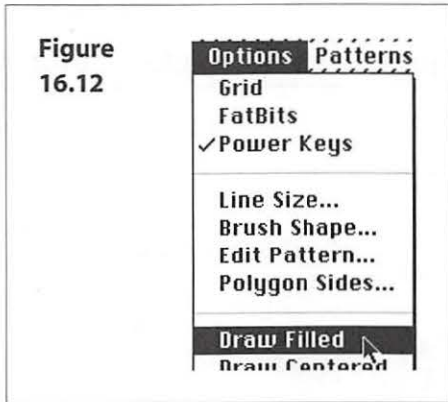 Figure
16.12
Options Patterns
Grid
FatBits
✓Power Keys
Line Size...
Brush Shape...
Edit Pattern...
Polygon Sides...
Draw Filled
Draw Centered